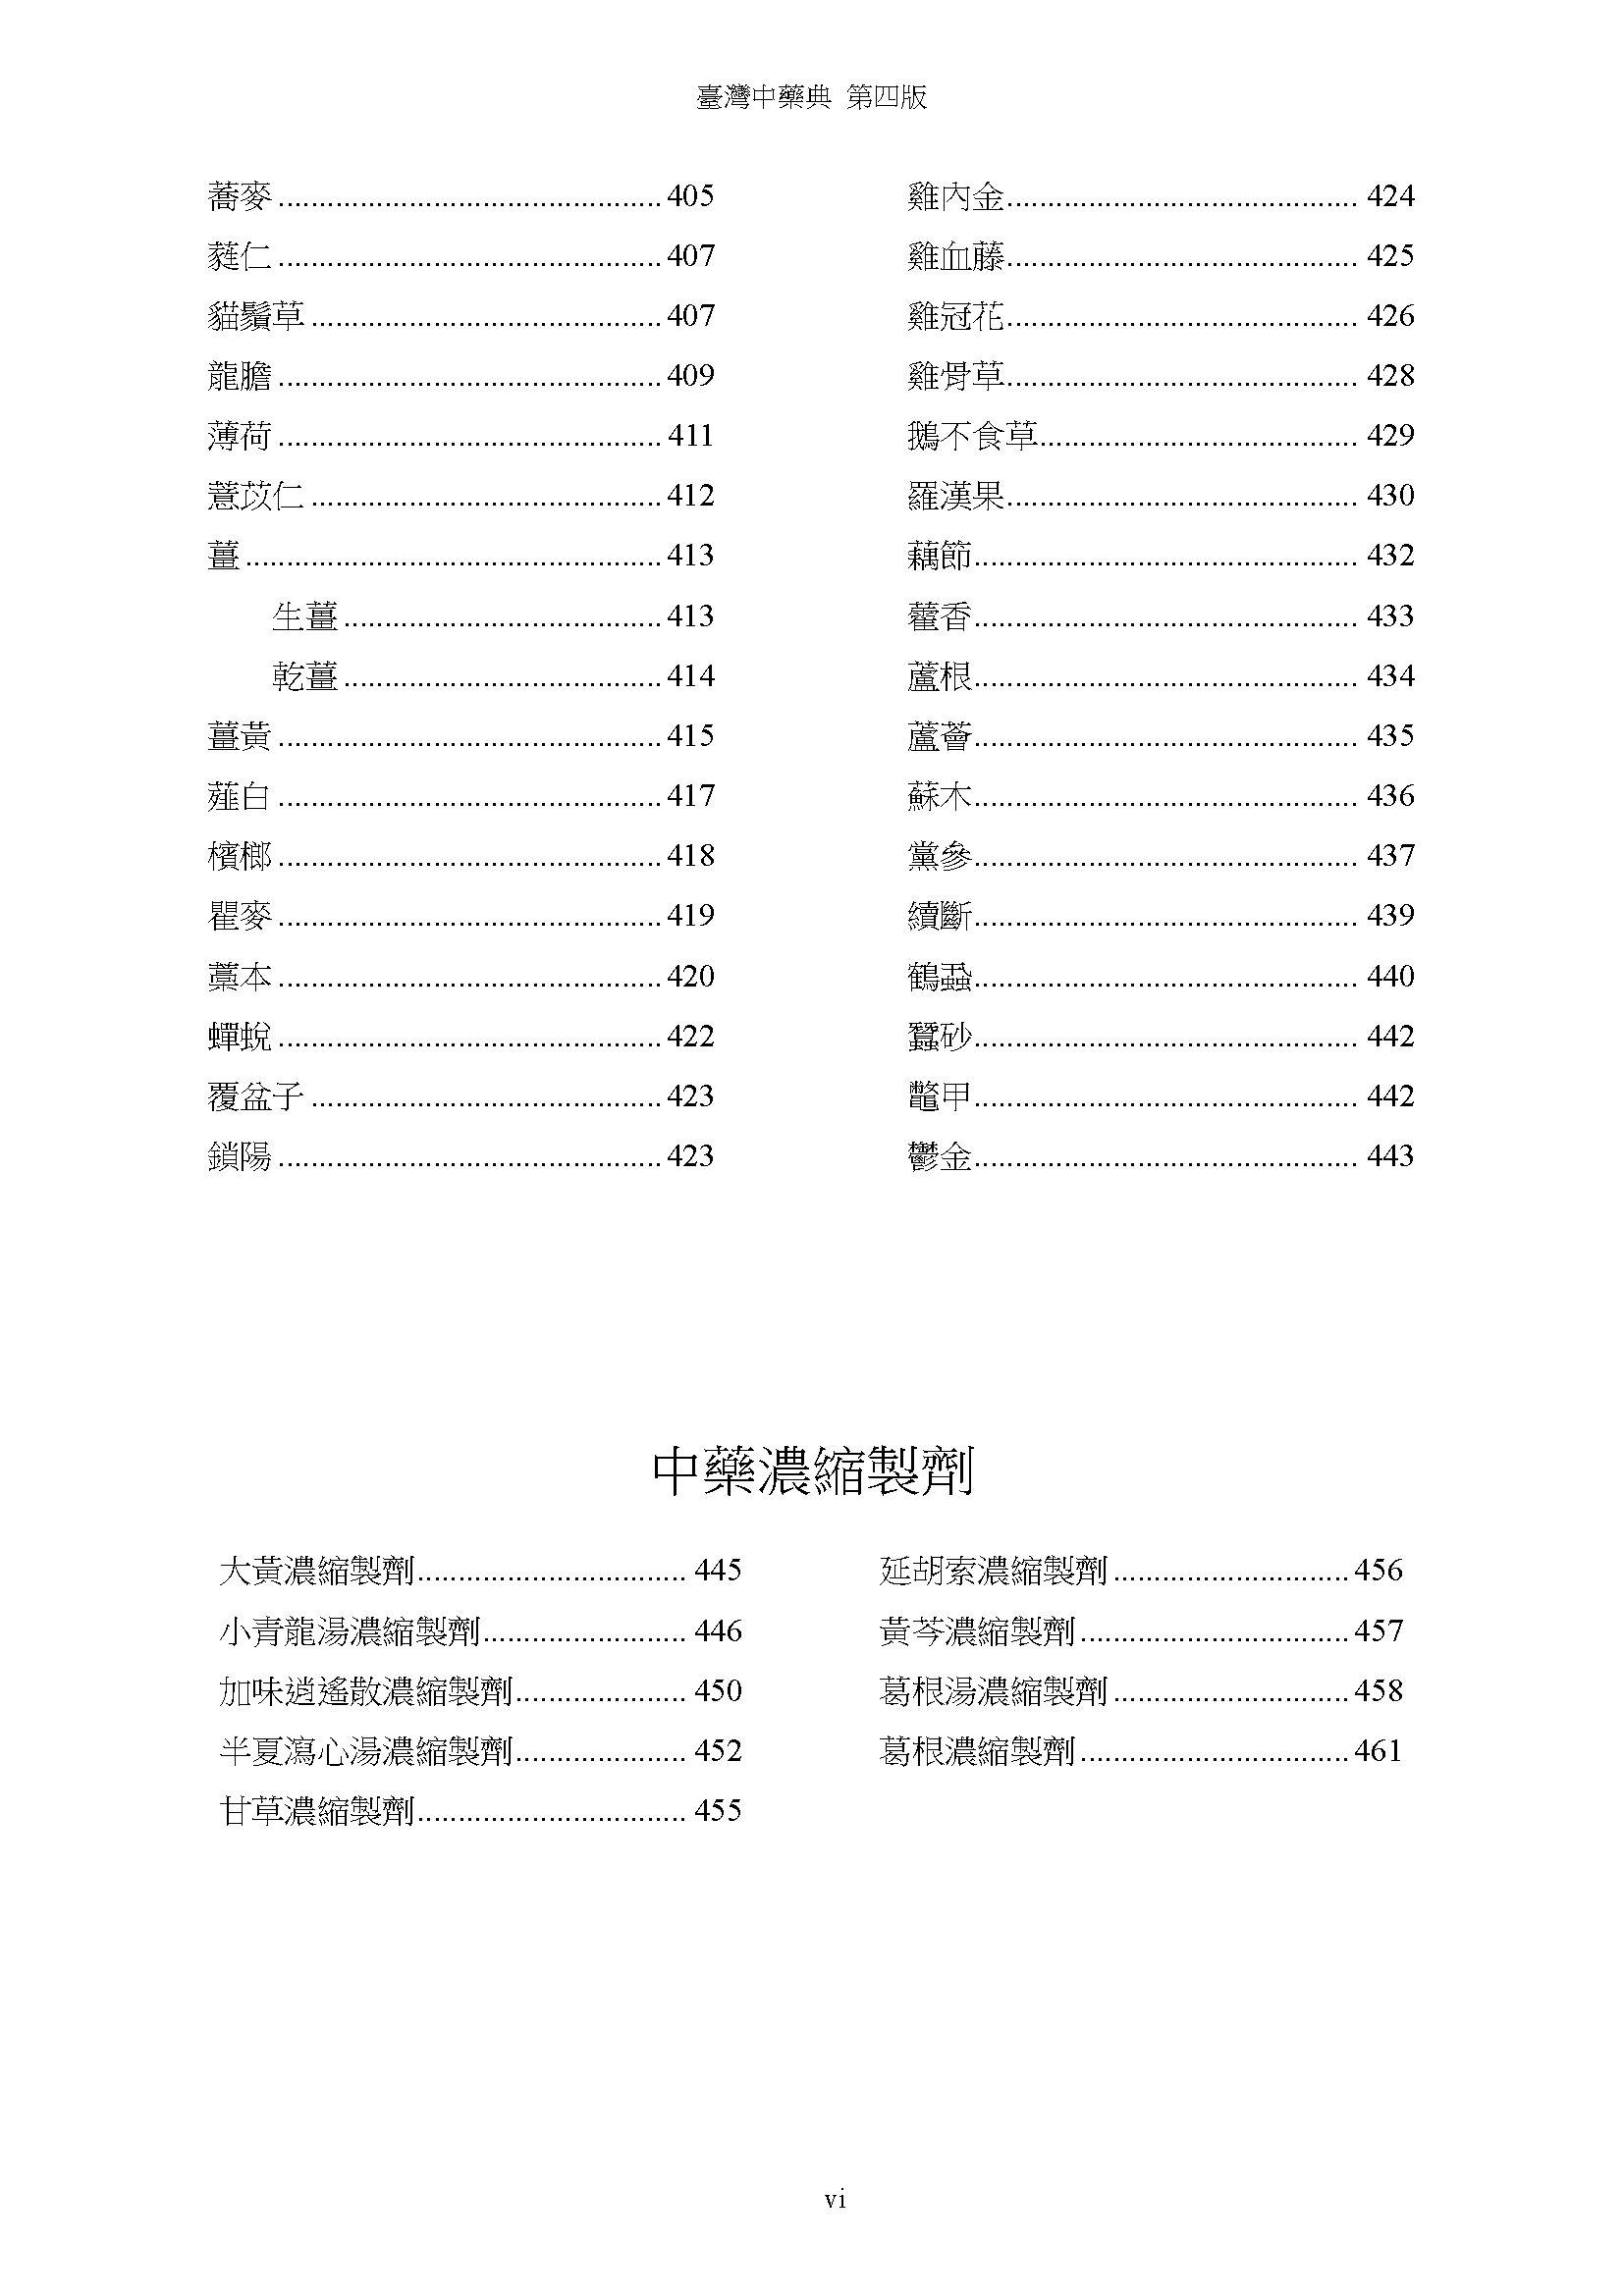 臺灣中藥典 第四版
蕎麥 ............................................... 405
蕤仁 ............................................... 407
貓鬚草 ........................................... 407
龍膽 ............................................... 409
薄荷 ............................................... 411
薏苡仁 ........................................... 412
薑 ................................................... 413
生薑 ....................................... 413
乾薑 ....................................... 414
薑黃 ............................................... 415
薤白 ............................................... 417
檳榔 ............................................... 418
瞿麥 ............................................... 419
藁本 ............................................... 420
蟬蛻 ............................................... 422
覆盆子 ........................................... 423
鎖陽 ............................................... 423
雞內金........................................... 424
雞血藤........................................... 425
雞冠花........................................... 426
雞骨草........................................... 428
鵝不食草....................................... 429
羅漢果........................................... 430
藕節............................................... 432
藿香............................................... 433
蘆根............................................... 434
蘆薈............................................... 435
蘇木............................................... 436
黨參............................................... 437
續斷............................................... 439
鶴蝨............................................... 440
蠶砂............................................... 442
鼈甲............................................... 442
鬱金............................................... 443
中藥濃縮製劑
大黃濃縮製劑................................. 445
小青龍湯濃縮製劑......................... 446
加味逍遙散濃縮製劑..................... 450
半夏瀉心湯濃縮製劑..................... 452
甘草濃縮製劑................................. 455
延胡索濃縮製劑 ............................. 456
黃芩濃縮製劑 ................................. 457
葛根湯濃縮製劑 ............................. 458
葛根濃縮製劑 ................................. 461
vi